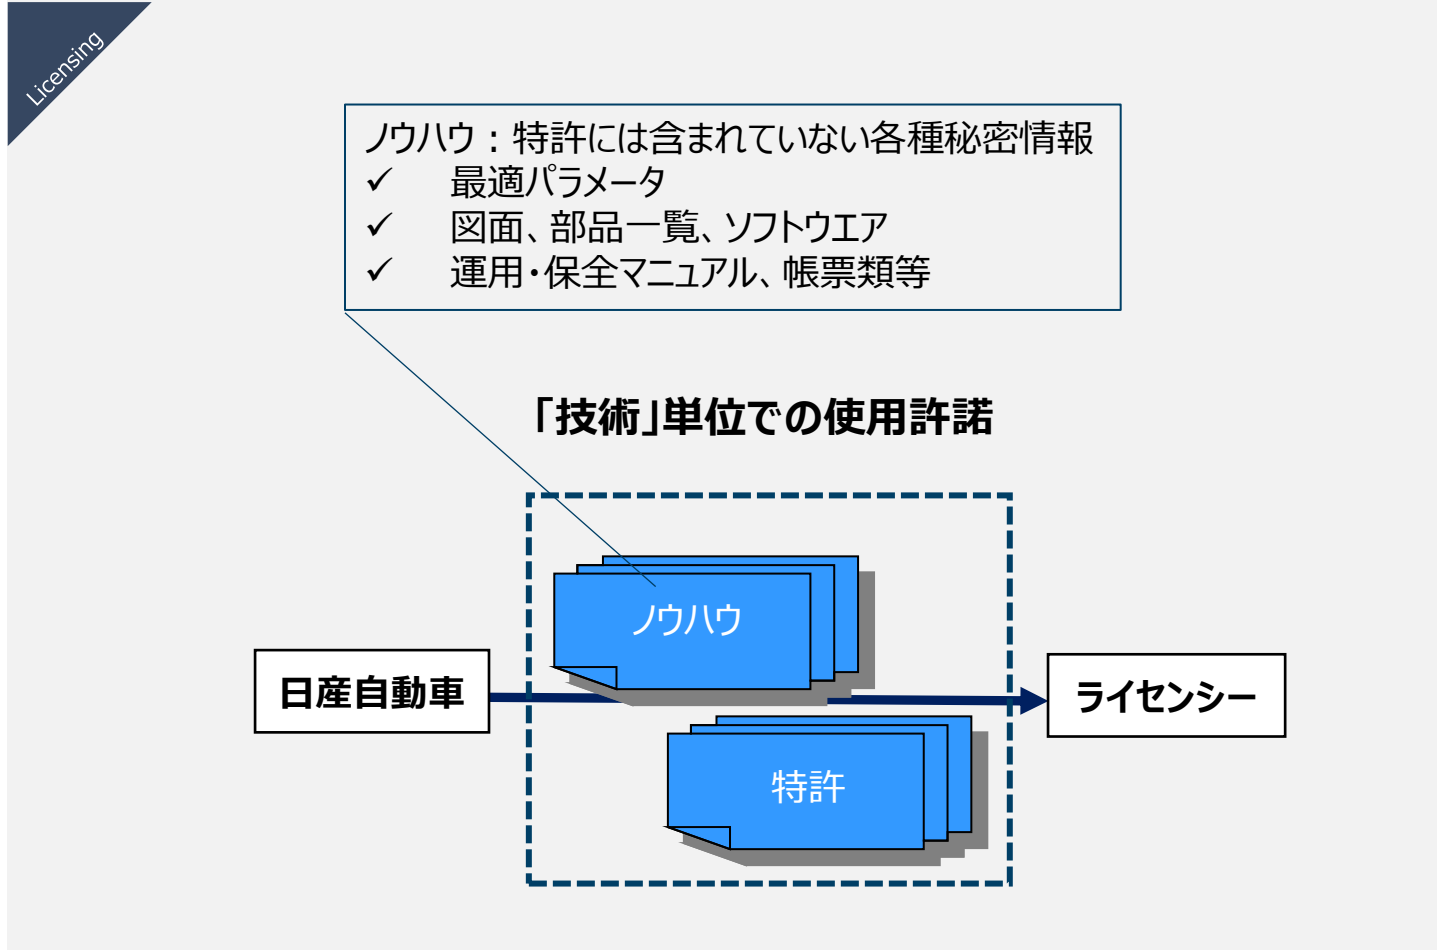 Licensing
ノウハウ：特許には含まれていない各種秘密情報
✓ 最適パラメータ
✓ 図面、部品一覧、ソフトウエア
✓ 運用・保全マニュアル、帳票類等
「技術」単位での使用許諾
ノウハウ
日産自動車
ライセンシー
特許